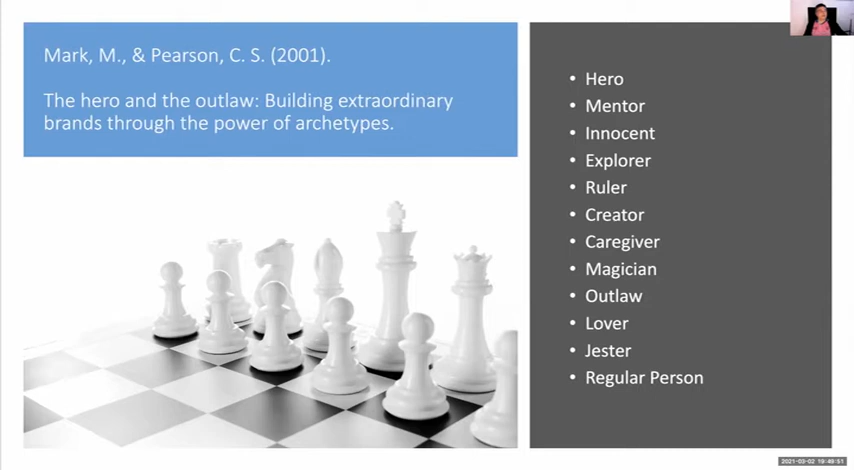 Mark, M., & Pearson, C. S. (2001).
The hero and the outlaw: Building extraordinary
brands through the power of archetypes.
• Hero
• Mentor
• Innocent
• Explorer
• Ruler
• Creator
• Caregiver
• Magician
• Outlaw
• Lover
• Jester
• Regular Person
2021-03-02 19:49:51